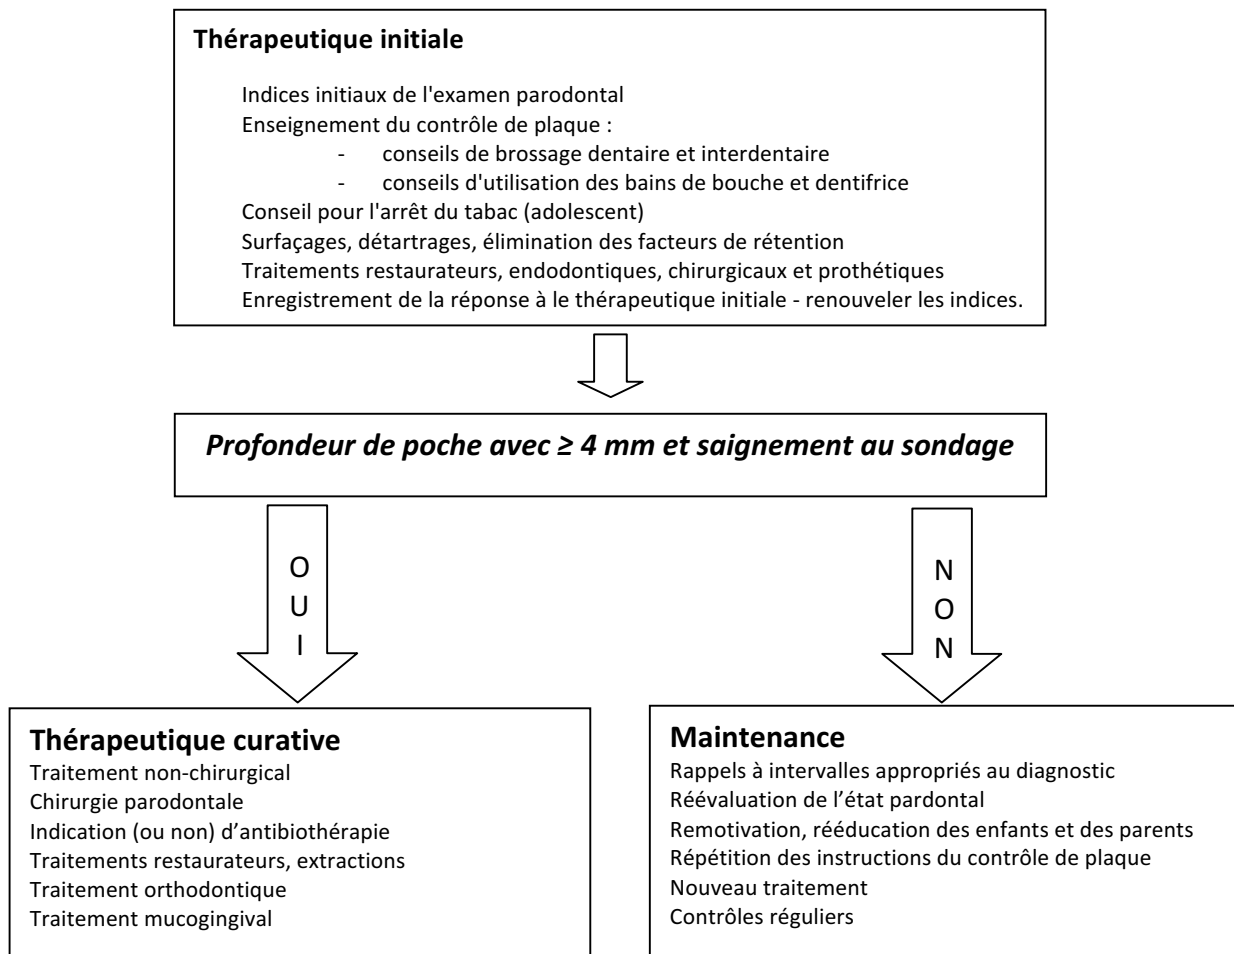 Thérapeutique initiale
Indices initiaux de l'examen parodontal
Enseignement du contrôle de plaque :
- conseils de brossage dentaire et interdentaire
- conseils d'utilisation des bains de bouche et dentifrice
Conseil pour l'arrêt du tabac (adolescent)
Surfaçages, détartrages, élimination des facteurs de rétention
Traitements restaurateurs, endodontiques, chirurgicaux et prothétiques
Enregistrement de la réponse à le thérapeutique initiale - renouveler les indices.
Profondeur de poche avec ≥ 4 mm et saignement au sondage
O
U
I
N
O
N
Thérapeutique curative
Traitement non-chirurgical
Chirurgie parodontale
Indication (ou non) d’antibiothérapie
Traitements restaurateurs, extractions
Traitement orthodontique
Traitement mucogingival
Maintenance
Rappels à intervalles appropriés au diagnostic
Réévaluation de l’état pardontal
Remotivation, rééducation des enfants et des parents
Répétition des instructions du contrôle de plaque
Nouveau traitement
Contrôles réguliers